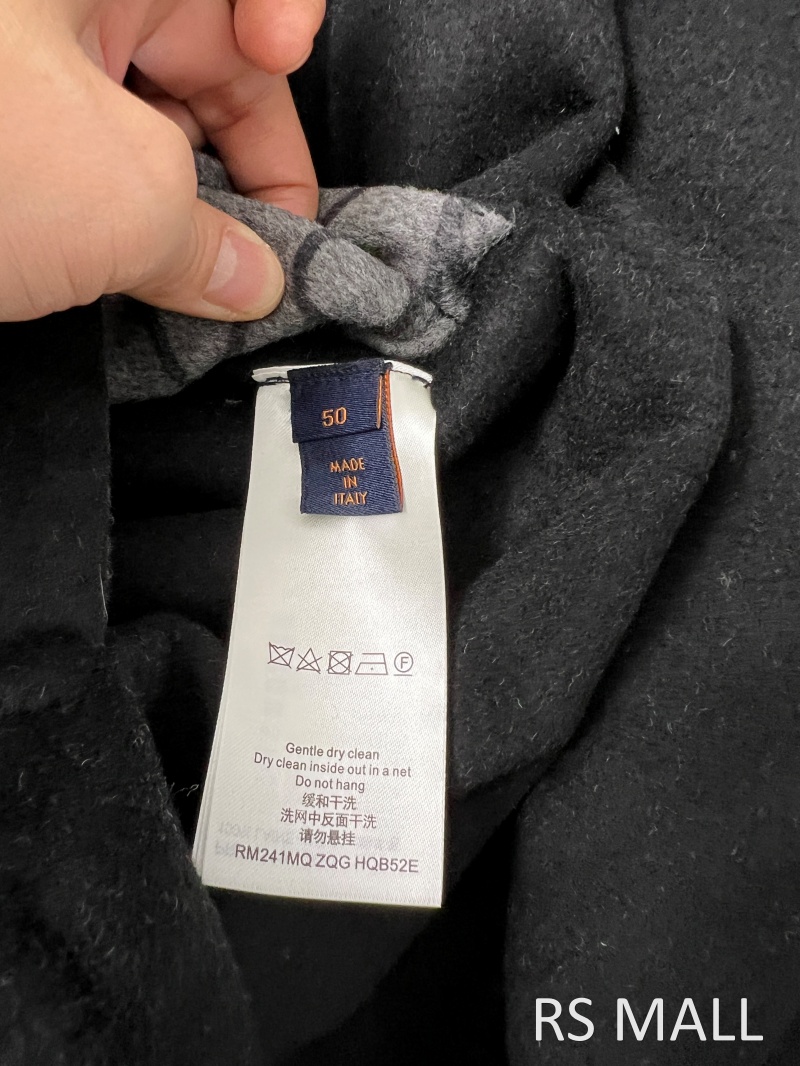 50
MADE
IN
ITALY
F
Gentle dry clean
Dry clean inside out in a net
Do not hang
缓和干洗
洗网中反面干洗
请勿悬挂
RM241MQ ZQG HQB52E
RS MALL